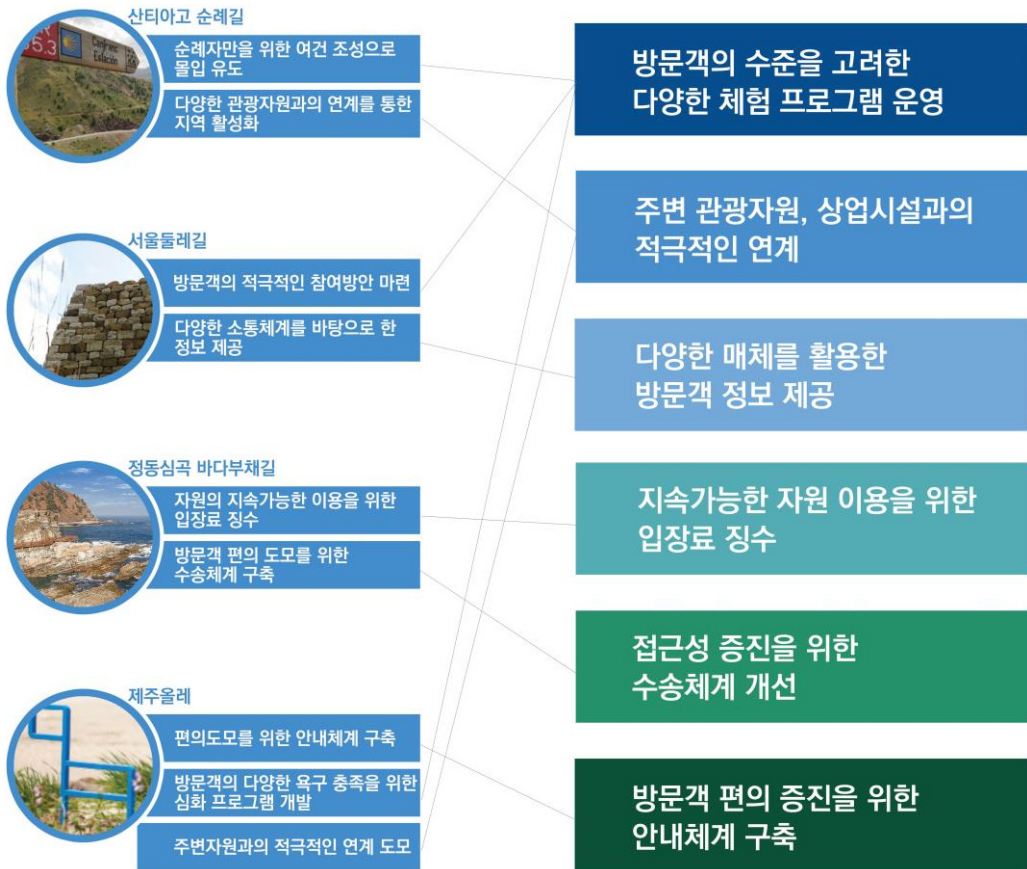 산티아고 순례길
5.3
Canfranc
Estación
순례자만을 위한 여건 조성으로
몰입 유도
다양한 관광자원과의 연계를 통한
지역 활성화
서울둘레길
방문객의 적극적인 참여방안 마련
다양한 소통체계를 바탕으로 한
정보 제공
정동심곡 바다부채길
자원의 지속가능한 이용을 위한
입장료 징수
방문객 편의 도모를 위한
수송체계 구축
제주올레
편의도모를 위한 안내체계 구축
방문객의 다양한 욕구 충족을 위한
심화 프로그램 개발
주변자원과의 적극적인 연계 도모
방문객의 수준을 고려한
다양한 체험 프로그램 운영
주변 관광자원, 상업시설과의
적극적인 연계
다양한 매체를 활용한
방문객 정보 제공
지속가능한 자원 이용을 위한
입장료 징수
접근성 증진을 위한
수송체계 개선
방문객 편의 증진을 위한
안내체계 구축